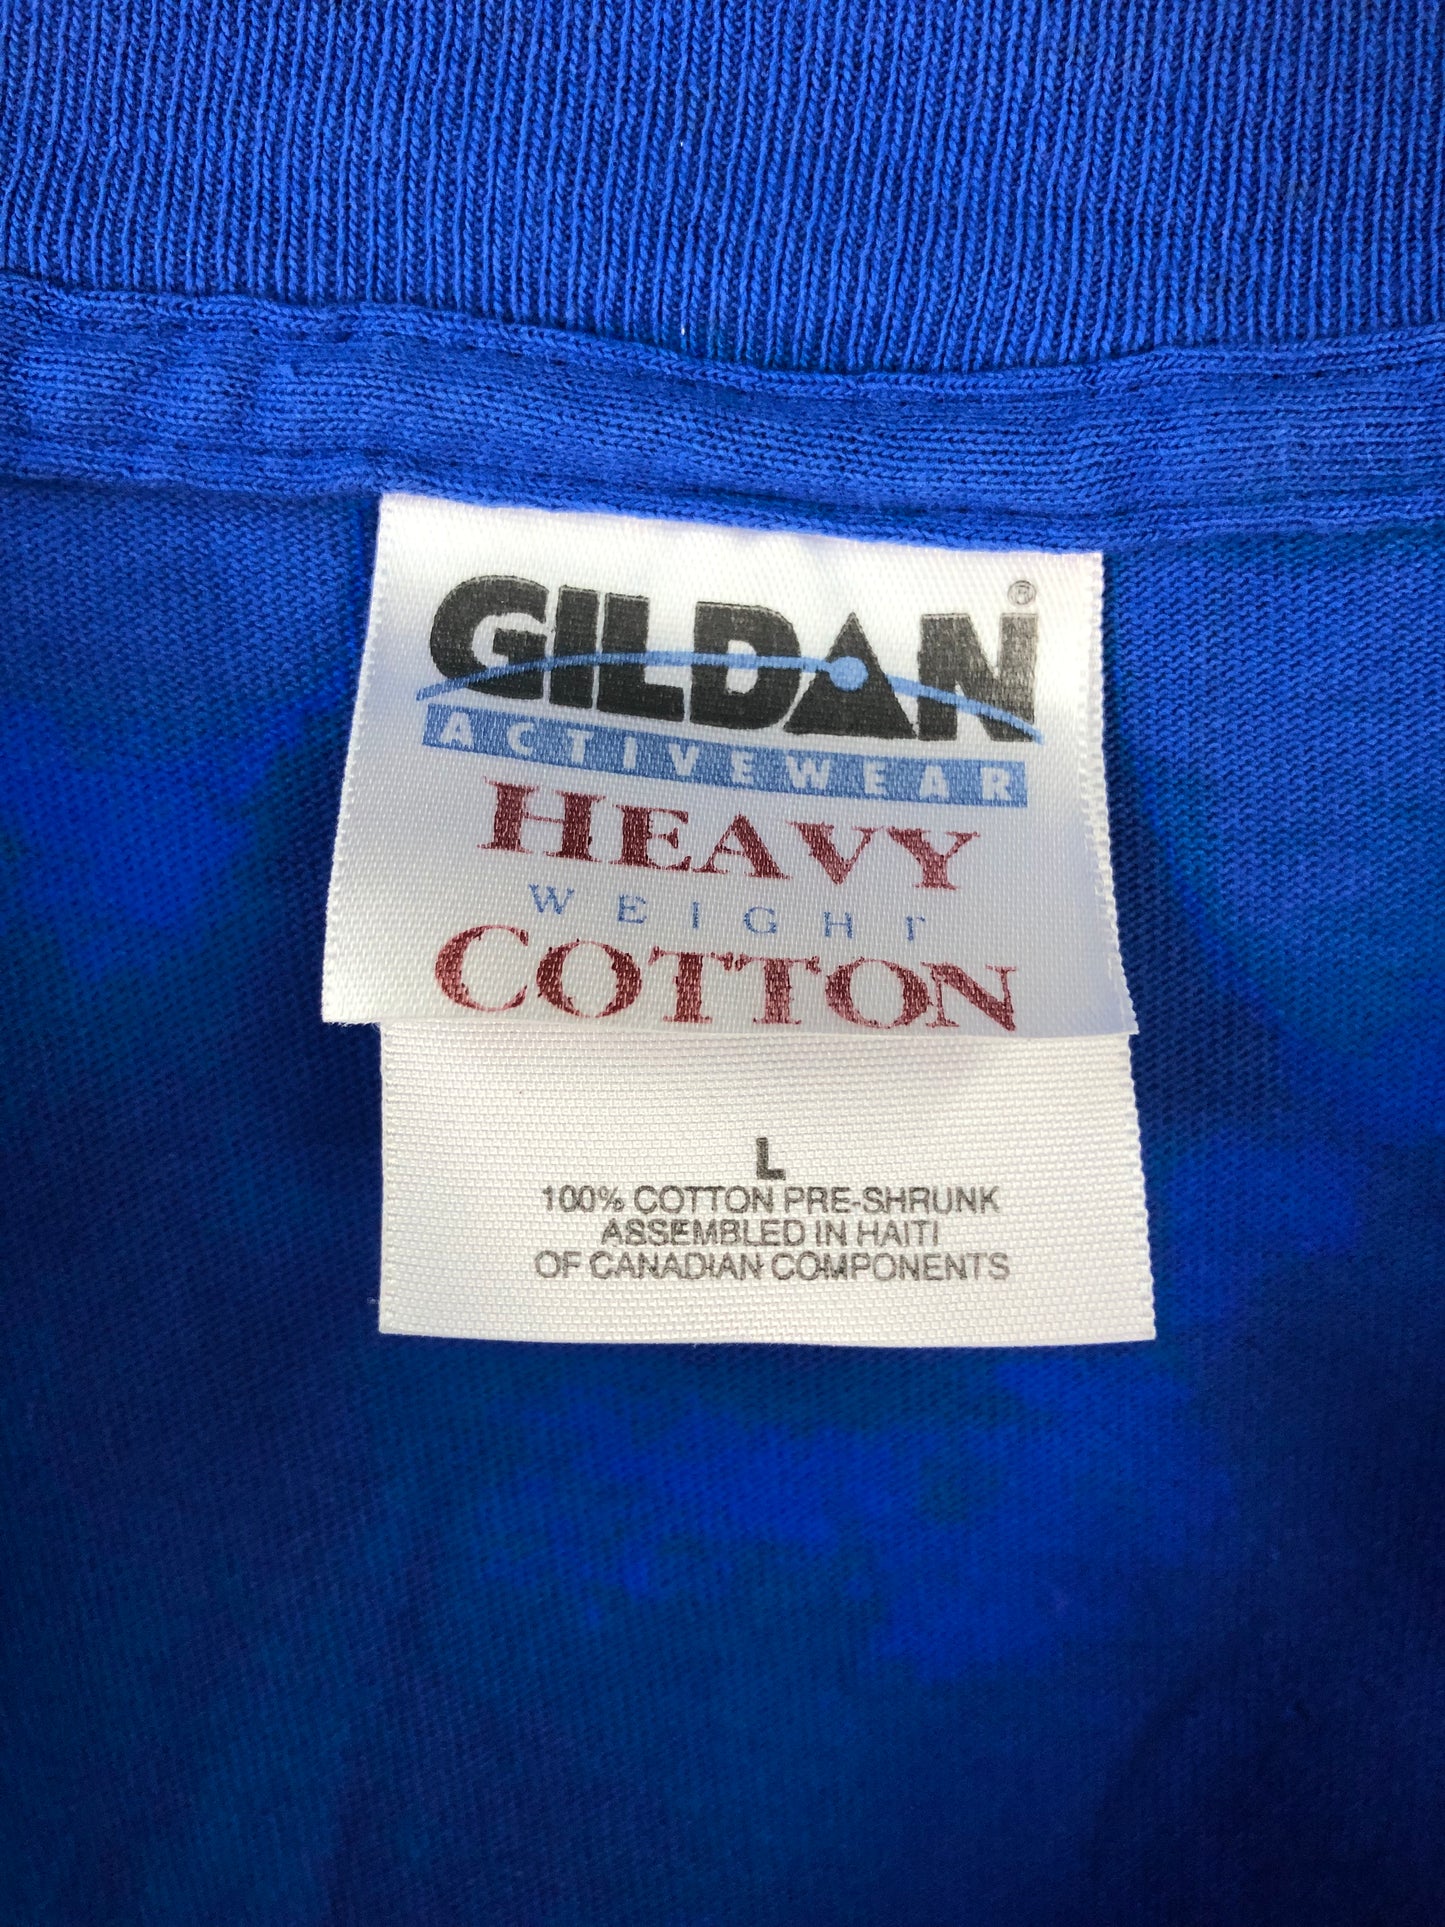 GILDAN®
ACTIVEWEAR
HEAVY
WEIGHT
COTTON
L
100% COTTON PRE-SHRUNK
ASSEMBLED IN HAITI
OF CANADIAN COMPONENTS